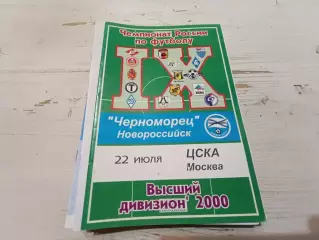 Чемпионат России
по футболу
IX
"Черноморец"
Новороссийск
22 июля ЦСКА
Москва
Высший
дивизион' 2000